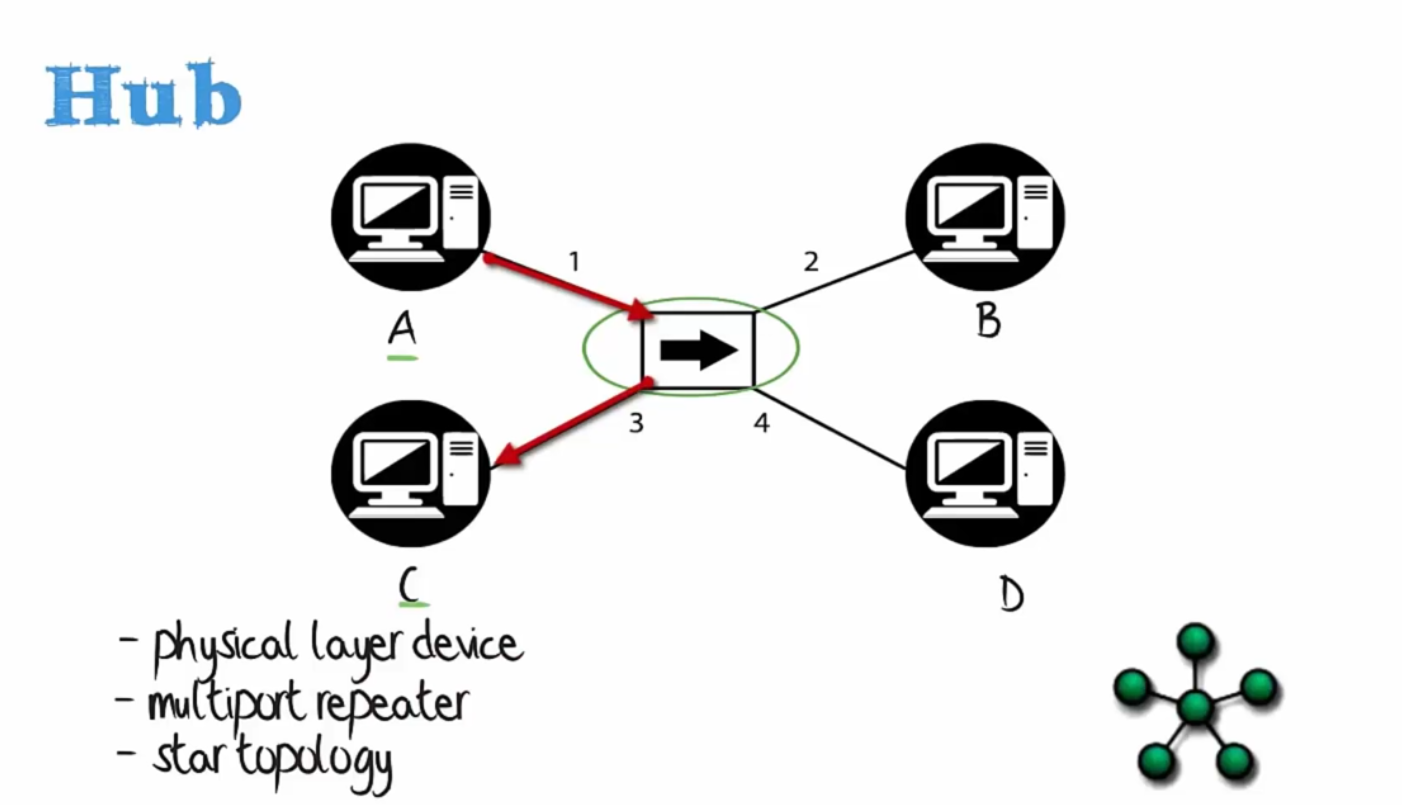 Hub
1
2
A
B
3
4
C
D
- physical layer device
- multiport repeater
- star topology